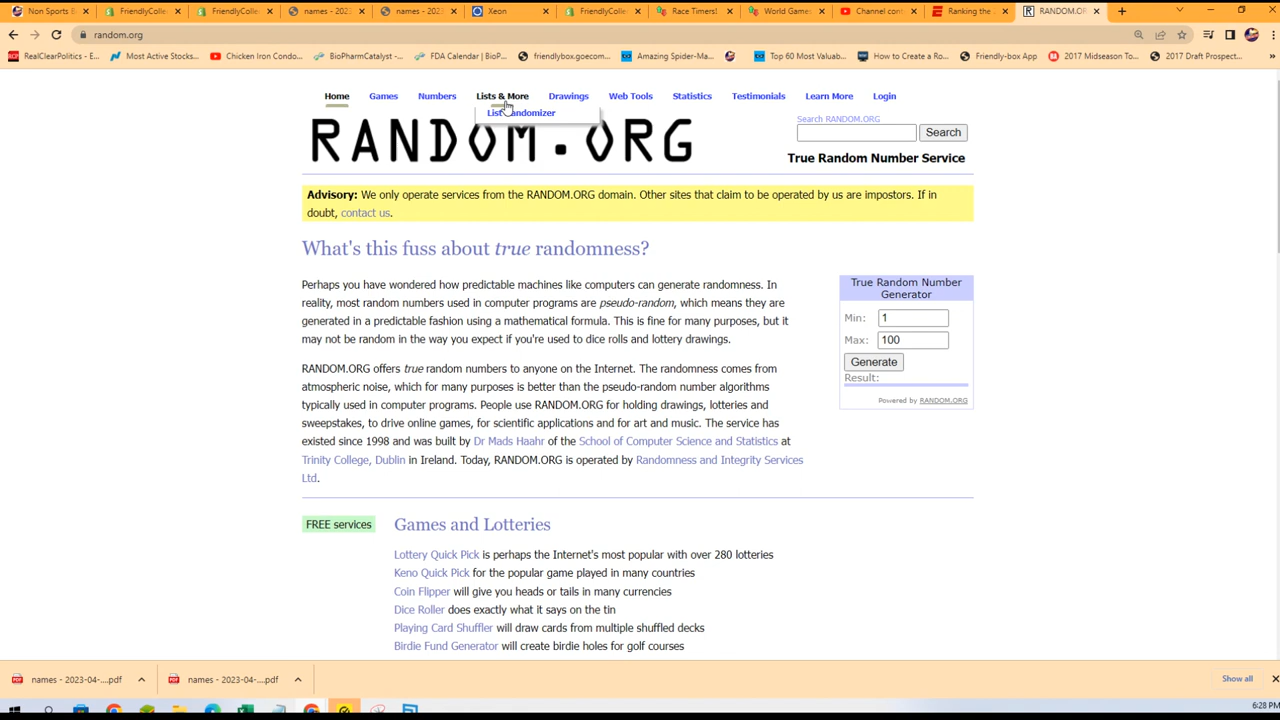 Non Sports B
FriendlyColle
FriendlyColle
names - 202
names - 202
Xeon
FriendlyColle
Race Timers!
World Game
Channel con
Ranking the
RANDOM.OR
random.org
RealClearPolitics - E...
Most Active Stocks...
Chicken Iron Condo...
BioPharmCatalyst -...
FDA Calendar | BioP...
friendlybox.goecom...
Amazing Spider-Ma...
Top 60 Most Valuab...
How to Create a Ro...
Friendly-box App
2017 Midseason To...
2017 Draft Prospect...
Home
Games
Numbers
Lists & More
Drawings
Web Tools
Statistics
Testimonials
Learn More
Login
List Randomizer
RANDOM.ORG
Search RANDOM.ORG
Search
True Random Number Service
Advisory: We only operate services from the RANDOM.ORG domain. Other sites that claim to be operated by us are impostors. If in
doubt, contact us.
What's this fuss about true randomness?
Perhaps you have wondered how predictable machines like computers can generate randomness. In
reality, most random numbers used in computer programs are pseudo-random, which means they are
generated in a predictable fashion using a mathematical formula. This is fine for many purposes, but it
may not be random in the way you expect if you're used to dice rolls and lottery drawings.
RANDOM.ORG offers true random numbers to anyone on the Internet. The randomness comes from
atmospheric noise, which for many purposes is better than the pseudo-random number algorithms
typically used in computer programs. People use RANDOM.ORG for holding drawings, lotteries and
sweepstakes, to drive online games, for scientific applications and for art and music. The service has
existed since 1998 and was built by Dr Mads Haahr of the School of Computer Science and Statistics at
Trinity College, Dublin in Ireland. Today, RANDOM.ORG is operated by Randomness and Integrity Services
Ltd.
True Random Number
Generator
Min: 1
Max: 100
Generate
Result:
Powered by RANDOM.ORG
FREE services
Games and Lotteries
Lottery Quick Pick is perhaps the Internet's most popular with over 280 lotteries
Keno Quick Pick for the popular game played in many countries
Coin Flipper will give you heads or tails in many currencies
Dice Roller does exactly what it says on the tin
Playing Card Shuffler will draw cards from multiple shuffled decks
Birdie Fund Generator will create birdie holes for golf courses
names - 2023-04-....pdf
names - 2023-04-....pdf
Show all
6:28 PM